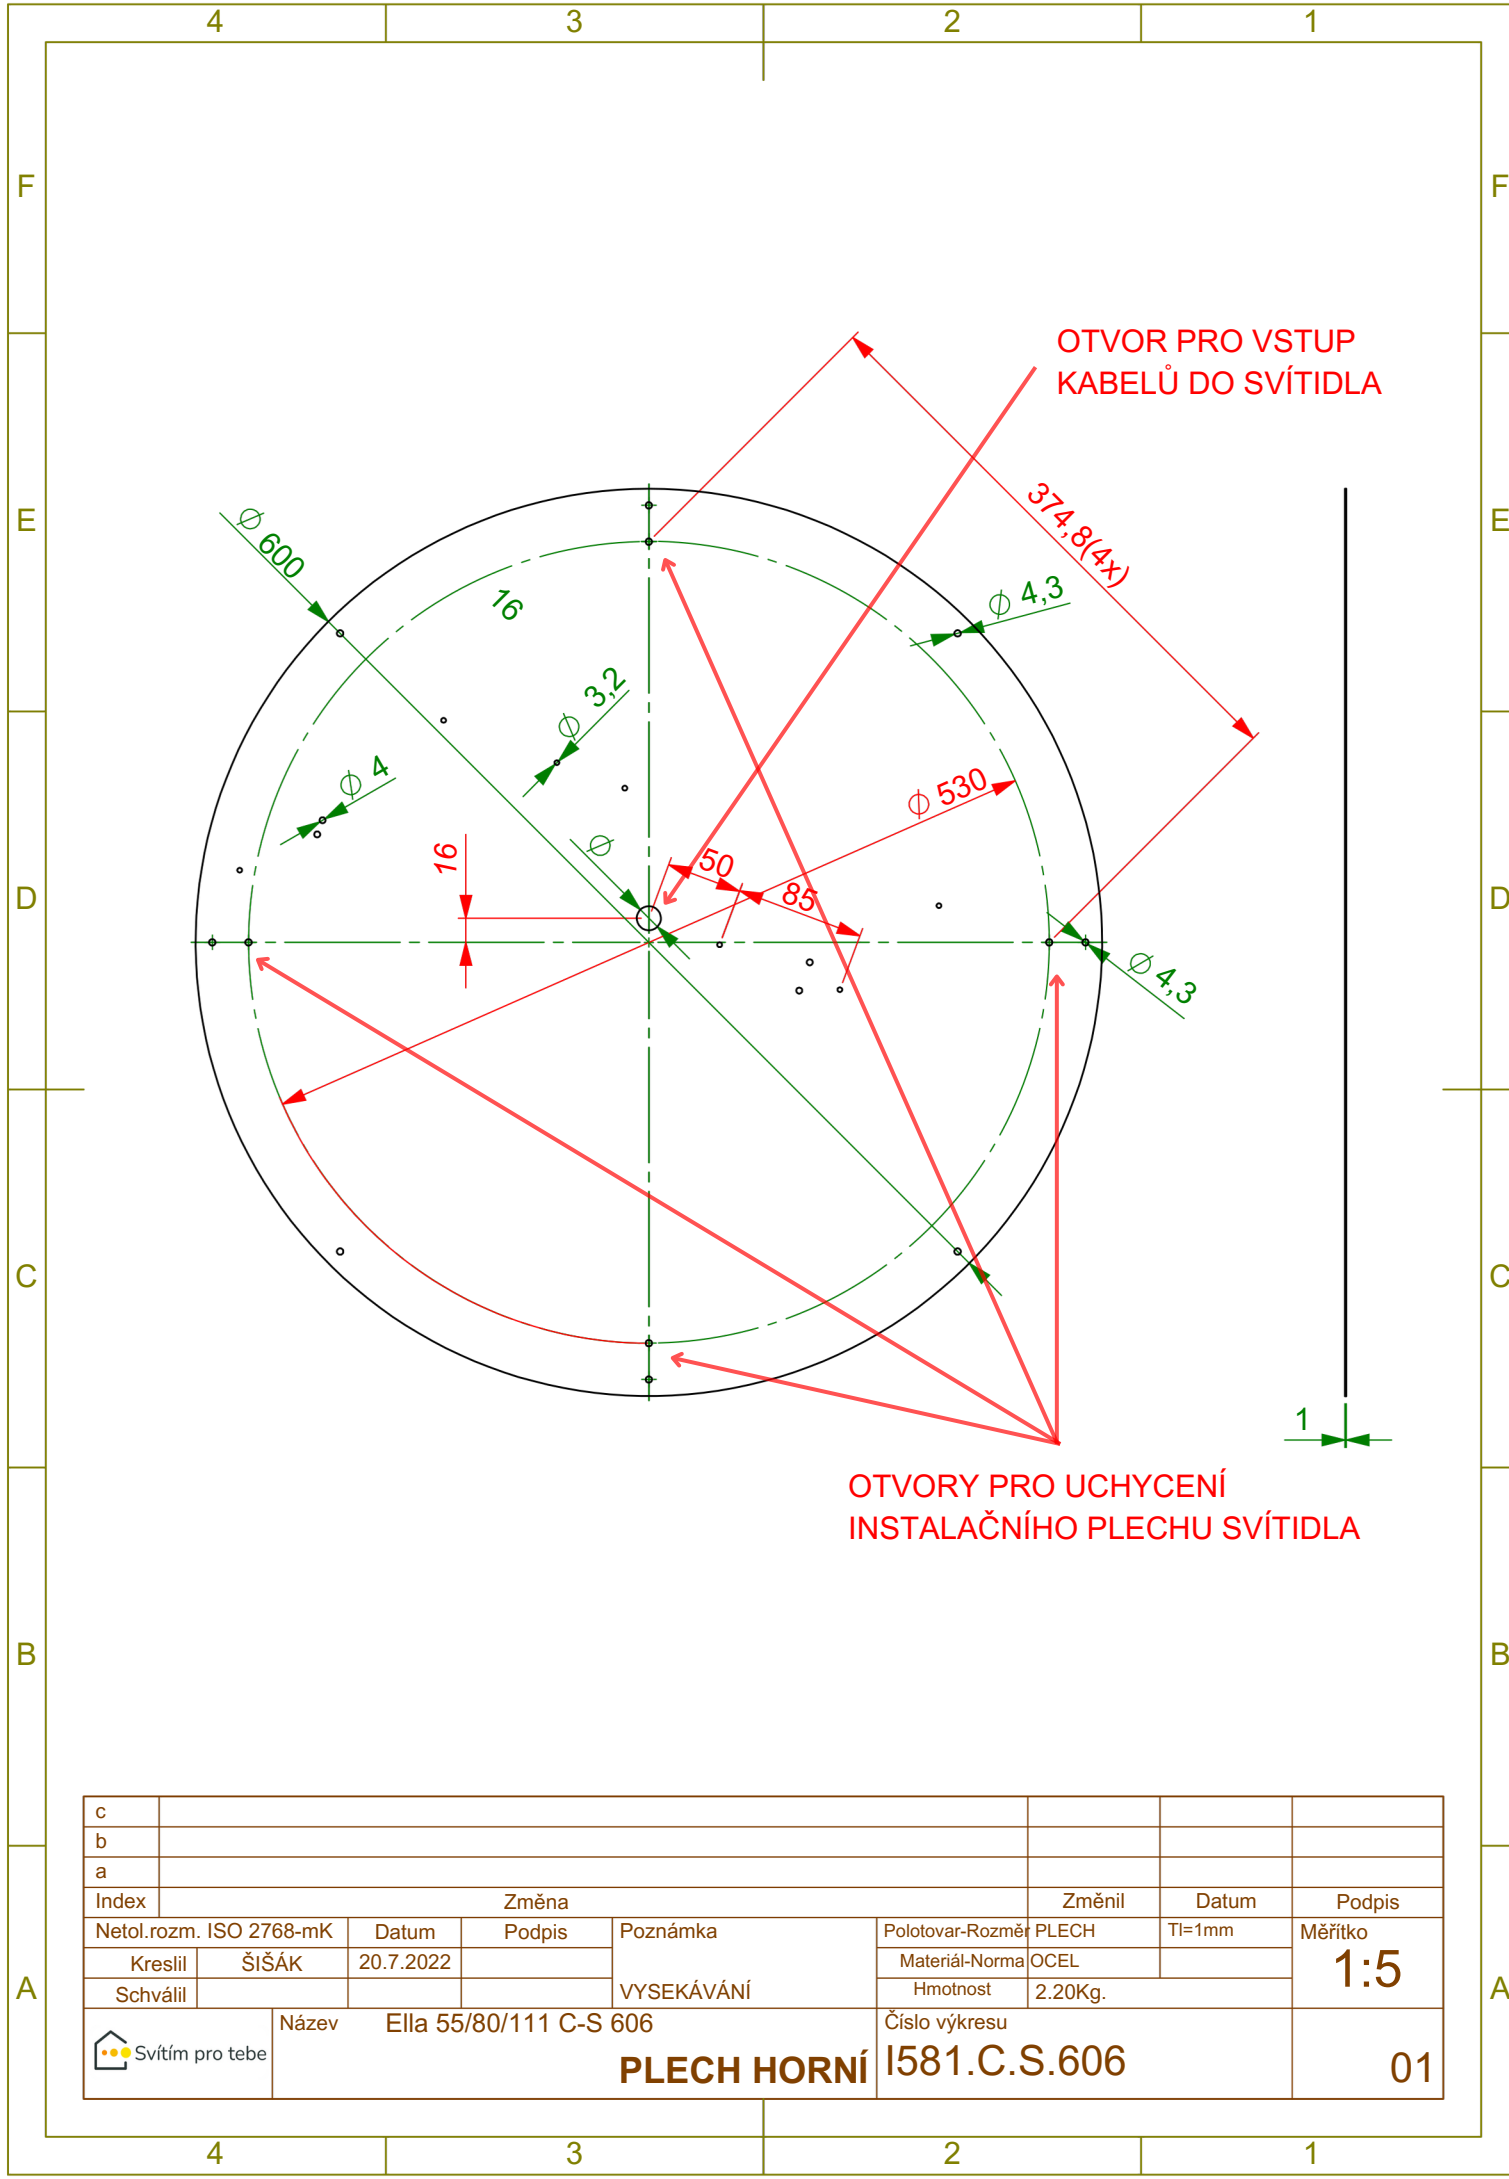 4 3 2 1
F F
OTVOR PRO VSTUP
KABELŮ DO SVÍTIDLA
E E
∅ 600
374,8(4x)
16
∅ 4,3
∅ 3,2
∅ 4
∅ 530
∅
16
50
85
D D
∅ 4,3
C C
1
OTVORY PRO UCHYCENÍ
INSTALAČNÍHO PLECHU SVÍTIDLA
B B
c
b
a
Index Změna Změnil Datum Podpis
Netol.rozm. ISO 2768-mK Datum Podpis Poznámka Polotovar-Rozměr PLECH Tl=1mm Měřítko
Kreslil ŠIŠÁK 20.7.2022 Materiál-Norma OCEL 1:5
A A
Schválil VYSEKÁVÁNÍ Hmotnost 2.20Kg.
Název Ella 55/80/111 C-S 606 Číslo výkresu
Svítím pro tebe PLECH HORNÍ I581.C.S.606 01
4 3 2 1